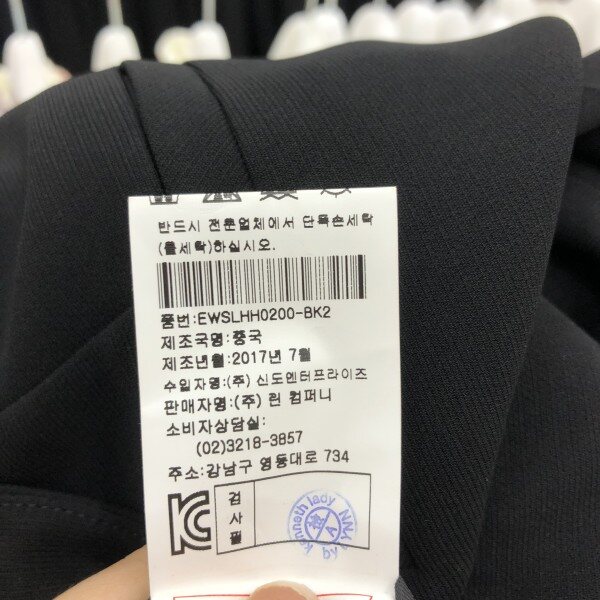 반드시 전문업체에서 단독손세탁
(물세탁)하십시오.
품번:EWSLHH0200-BK2
제조국명:중국
제조년월:2017년 7월
수입자명:(주) 신도엔터프라이즈
판매자명:(주) 린 컴퍼니
소비자상담실:
(02)3218-3857
주소:강남구 영동대로 734
검
사
필
by kenneth lady